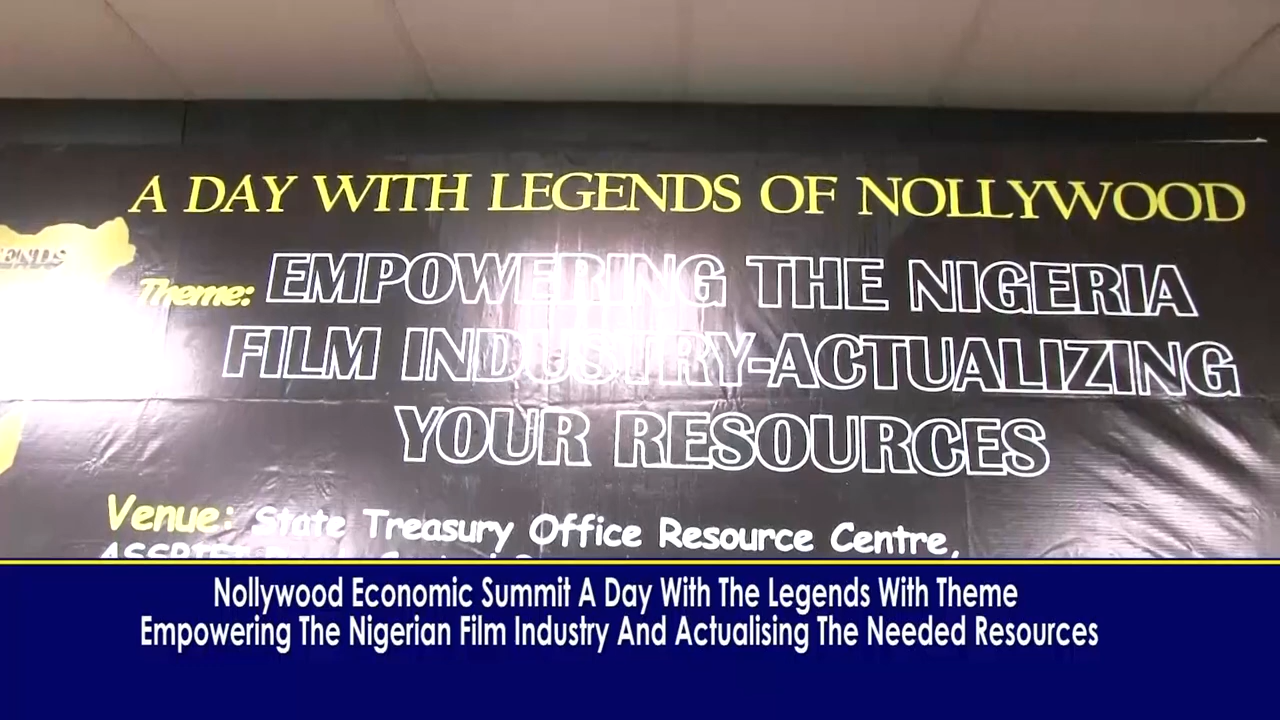 A DAY WITH LEGENDS OF NOLLYWOOD
ENDS
Theme: EMPOWERING THE NIGERIA
FILM INDUSTRY-ACTUALIZING
YOUR RESOURCES
Venue: State Treasury Office Resource Centre,
Nollywood Economic Summit A Day With The Legends With Theme
Empowering The Nigerian Film Industry And Actualising The Needed Resources